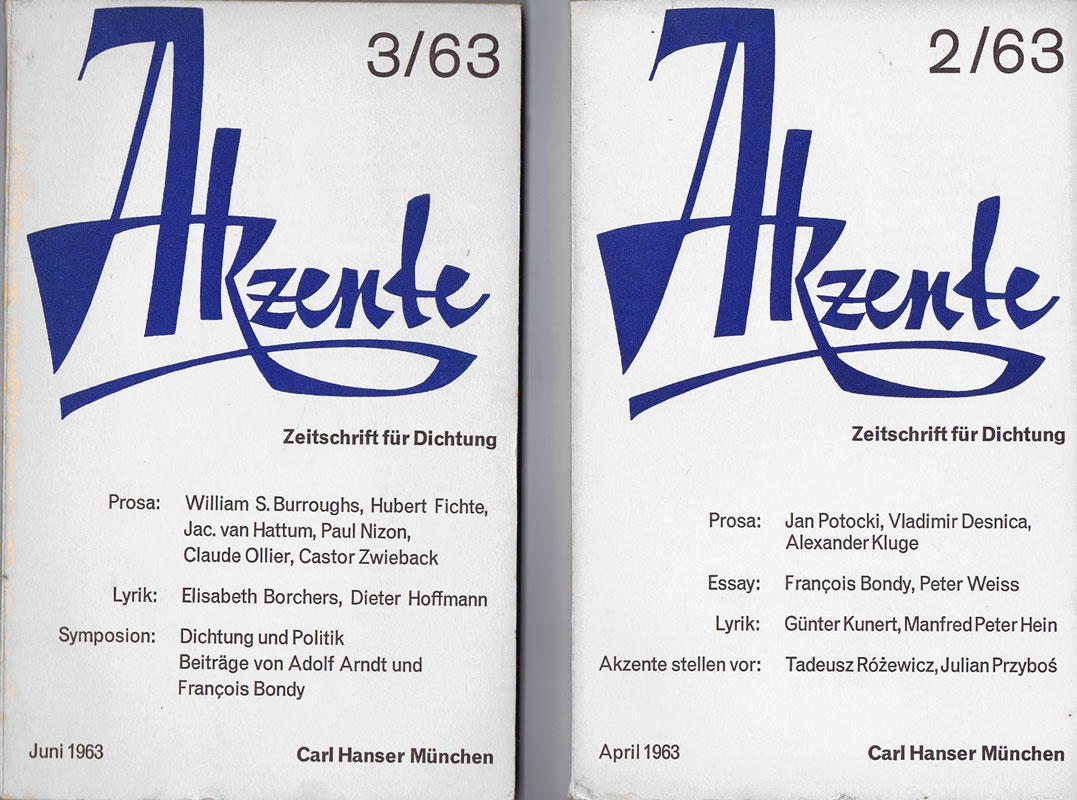 3/63
Akzente
Zeitschrift für Dichtung
Prosa: William S. Burroughs, Hubert Fichte,
Jac. van Hattum, Paul Nizon,
Claude Ollier, Castor Zwieback
Lyrik: Elisabeth Borchers, Dieter Hoffmann
Symposion: Dichtung und Politik
Beiträge von Adolf Arndt und
François Bondy
Juni 1963 Carl Hanser München
2/63
Akzente
Zeitschrift für Dichtung
Prosa: Jan Potocki, Vladimir Desnica,
Alexander Kluge
Essay: François Bondy, Peter Weiss
Lyrik: Günter Kunert, Manfred Peter Hein
Akzente stellen vor: Tadeusz Różewicz, Julian Przyboś
April 1963 Carl Hanser München